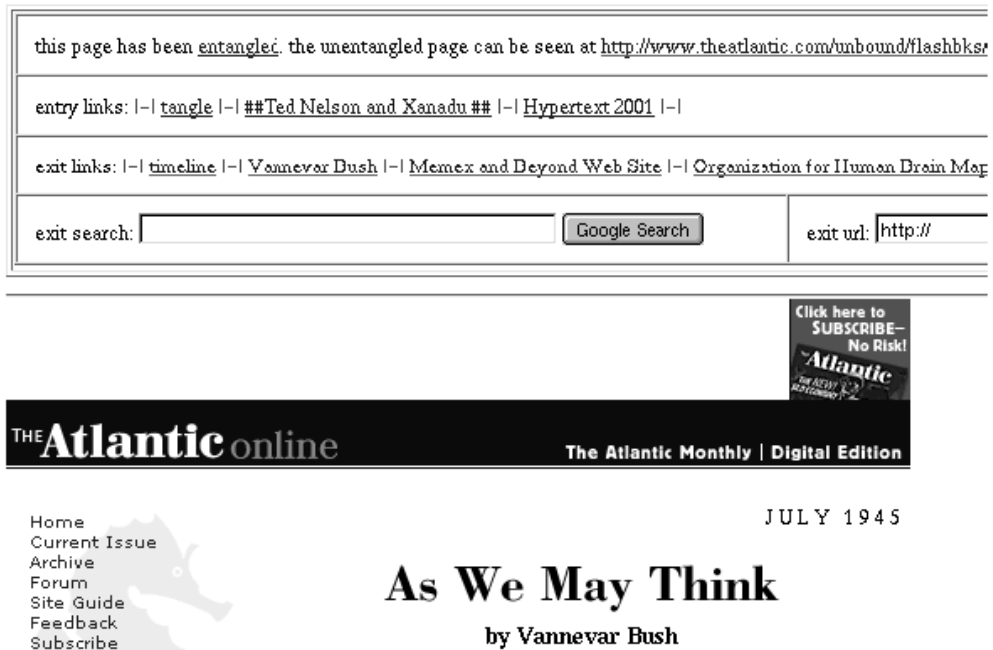 this page has been entangled. the unentangled page can be seen at http://www.theatlantic.com/unbound/flashbks/
entry links: |-| tangle |-| ##Ted Nelson and Xanadu ## |-| Hypertext 2001 |-|
exit links: |-| timeline |-| Vannevar Bush |-| Memex and Beyond Web Site |-| Organization for Human Brain Map
exit search: Google Search exit url: http://
Click here to
SUBSCRIBE–
No Risk!
The Atlantic
THE Atlantic online
The Atlantic Monthly | Digital Edition
JULY 1945
Home
Current Issue
Archive
Forum
Site Guide
Feedback
Subscribe
As We May Think
by Vannevar Bush